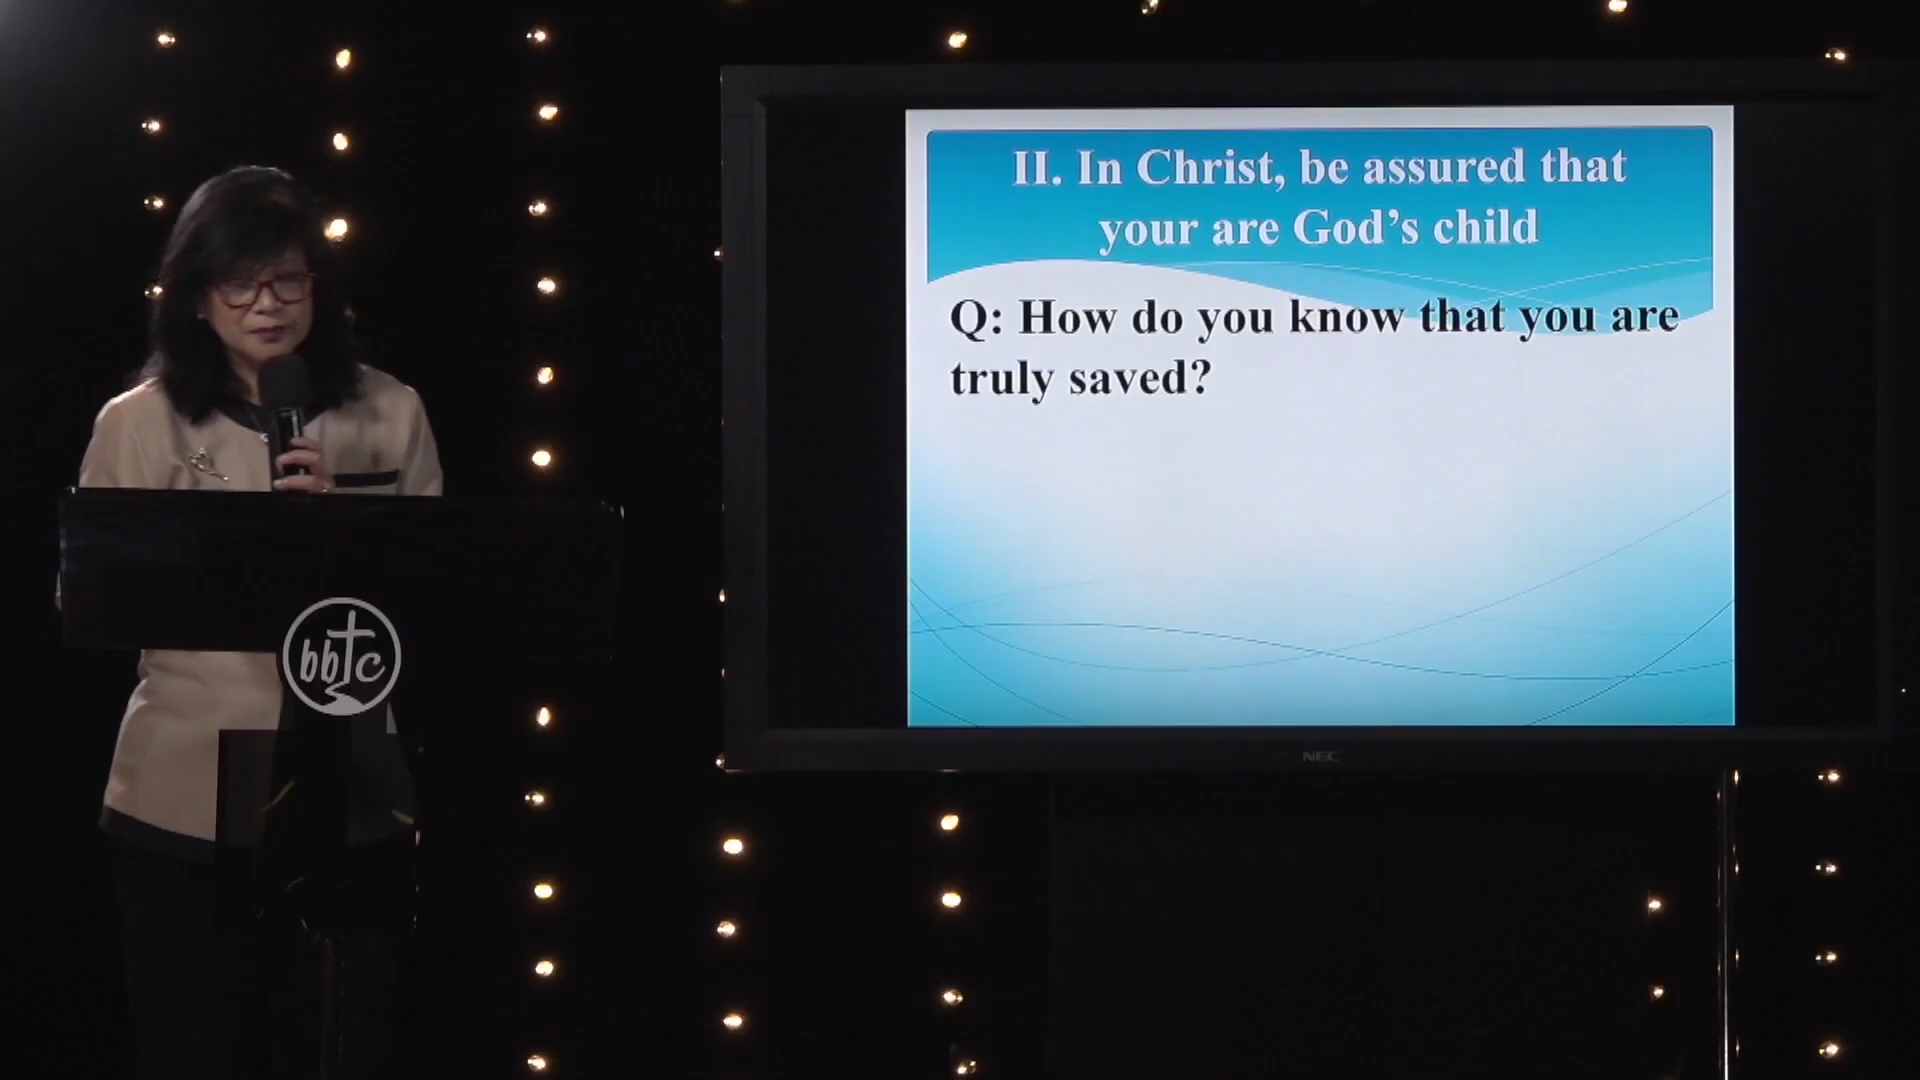 II. In Christ, be assured that
your are God's child
Q: How do you know that you are
truly saved?
bbtc
NEC